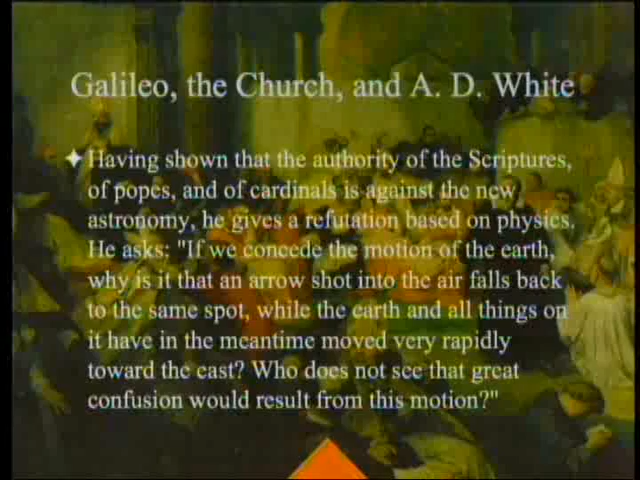 Galileo, the Church, and A. D. White
Having shown that the authority of the Scriptures,
of popes, and of cardinals is against the new
astronomy, he gives a refutation based on physics.
He asks: "If we concede the motion of the earth,
why is it that an arrow shot into the air falls back
to the same spot, while the earth and all things on
it have in the meantime moved very rapidly
toward the east? Who does not see that great
confusion would result from this motion?"